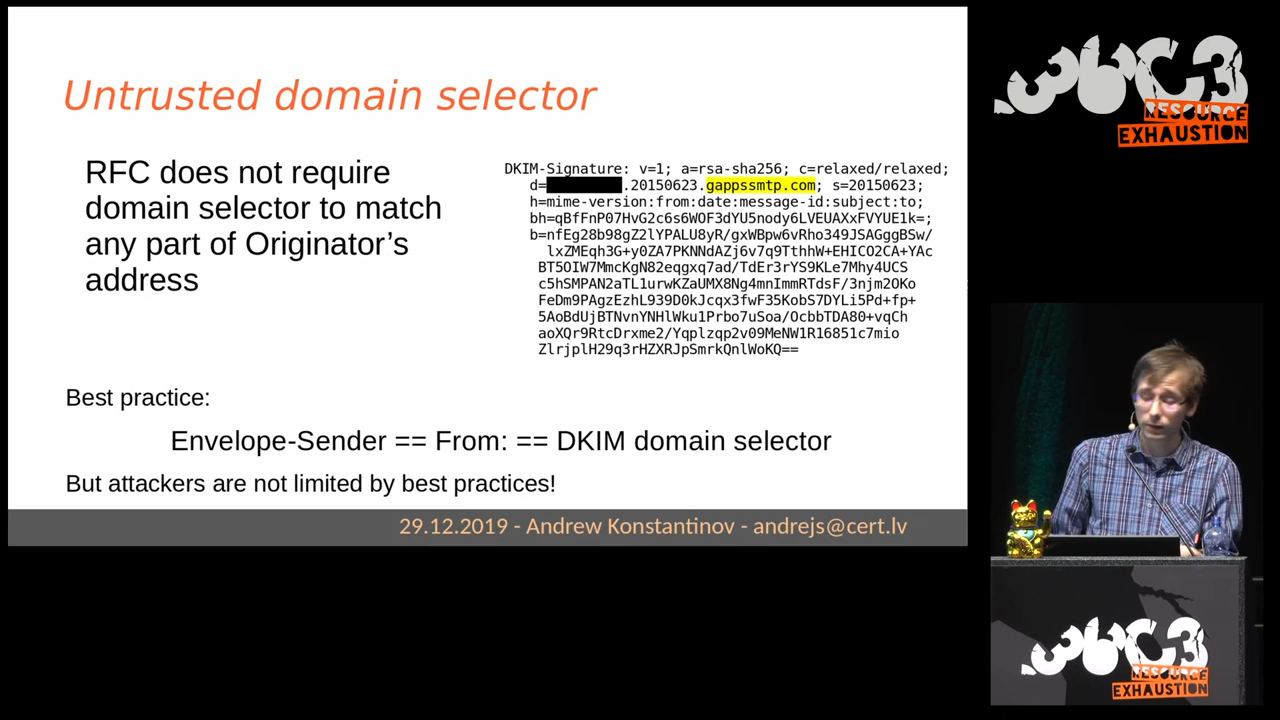 Untrusted domain selector
RFC does not require
domain selector to match
any part of Originator's
address
DKIM-Signature: v=1; a=rsa-sha256; c=relaxed/relaxed;
d= .20150623.gappssmtp.com; s=20150623;
h=mime-version:from:date:message-id:subject:to;
bh=qBfFnP07HvG2c6s6WOF3dYU5nody6LVEUAXxFVYUE1k=;
b=nfEg28b98gZ2lYPALU8yR/gxWBpw6vRho349JSAGggBSw/
lxZMEqh3G+y0ZA7PKNNdAZj6v7q9TthhW+EHICO2CA+YAc
BT5OIW7MmcKgN82eqgxq7ad/TdEr3rYS9KLe7Mhy4UCS
c5hSMPAN2aTL1urwKZaUMX8Ng4mnImmRTdsF/3njm2OKo
FeDm9PAgzEzhL939D0kJcqx3fwF35KobS7DYLi5Pd+fp+
5AoBdUjBTNvnYNHlWku1Prbo7uSoa/OcbbTDA80+vqCh
aoXQr9RtcDrxme2/Yqplzqp2v09MeNW1R16851c7mio
ZlrjplH29q3rHZXRJpSmrkQnlWoKQ==
Best practice:
Envelope-Sender == From: == DKIM domain selector
But attackers are not limited by best practices!
29.12.2019 - Andrew Konstantinov - andrejs@cert.lv
36C3
RESOURCE
EXHAUSTION
36C3
RESOURCE
EXHAUSTION